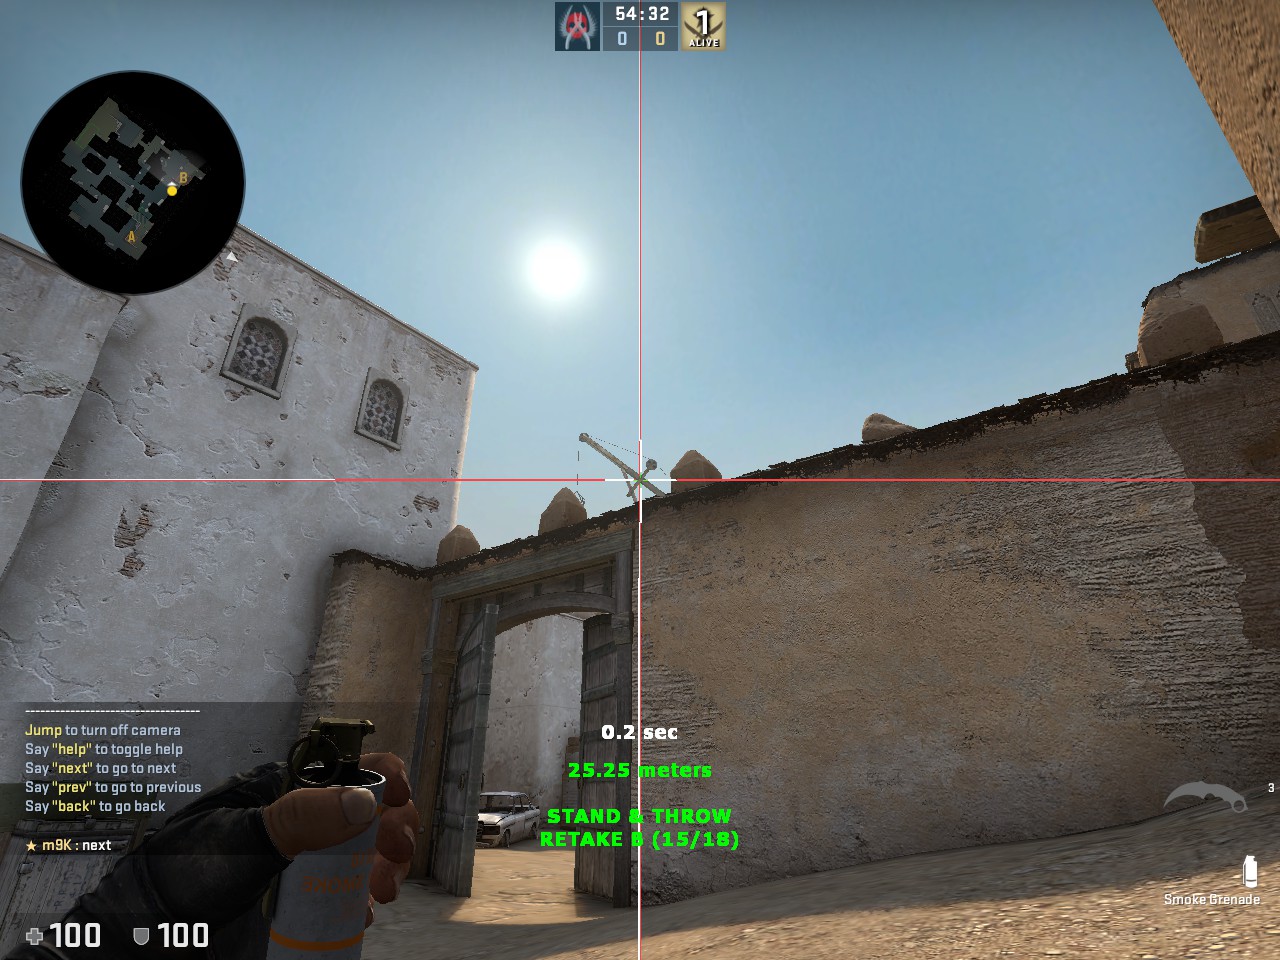 54:32
0 0
1
ALIVE
B
A
Jump to turn off camera
Say "help" to toggle help
Say "next" to go to next
Say "prev" to go to previous
Say "back" to go back
★ m9K : next
0.2 sec
25.25 meters
STAND & THROW
RETAKE B (15/18)
3
Smoke Grenade
100 100